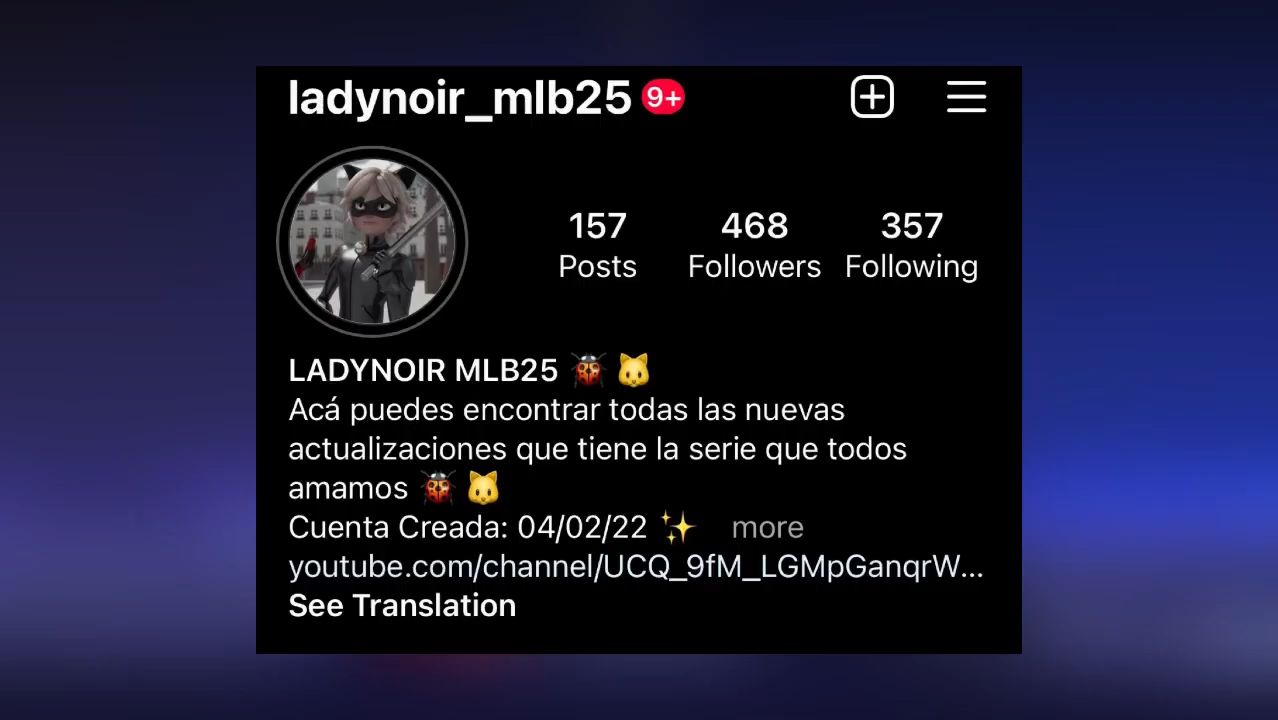 ladynoir_mlb25 9+
157 468 357
Posts Followers Following
LADYNOIR MLB25 🐞 🐱
Acá puedes encontrar todas las nuevas
actualizaciones que tiene la serie que todos
amamos 🐞 🐱
Cuenta Creada: 04/02/22 ✨ more
youtube.com/channel/UCQ_9fM_LGMpGanqrW...
See Translation